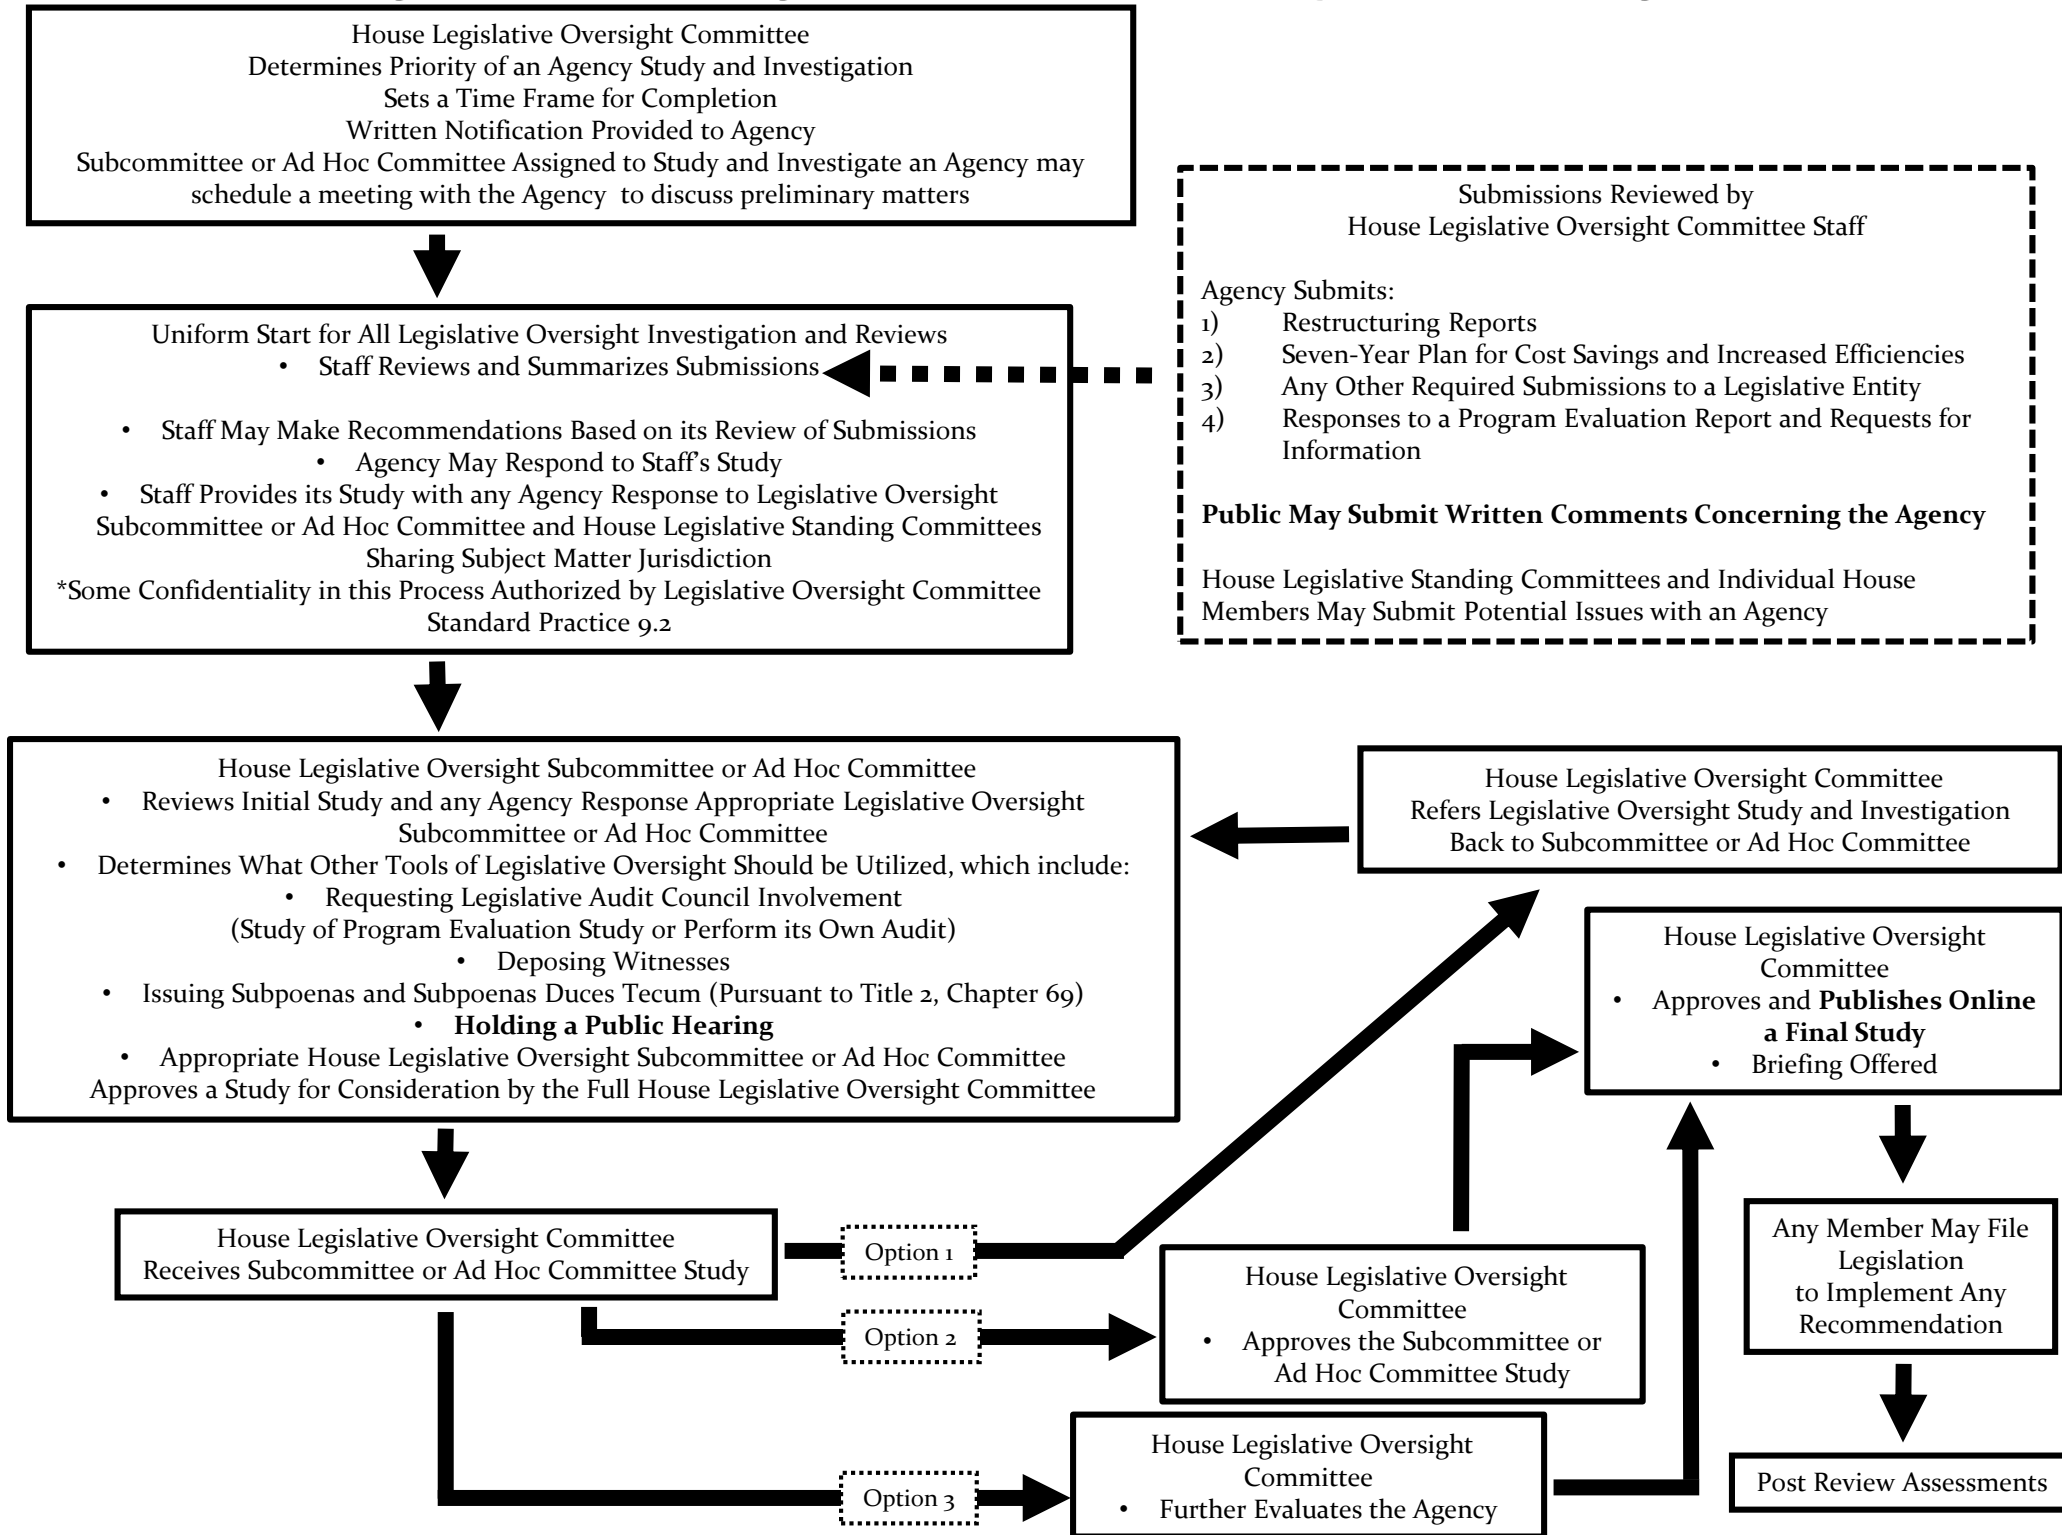 House Legislative Oversight Committee
Determines Priority of an Agency Study and Investigation
Sets a Time Frame for Completion
Written Notification Provided to Agency
Subcommittee or Ad Hoc Committee Assigned to Study and Investigate an Agency may
schedule a meeting with the Agency to discuss preliminary matters
Submissions Reviewed by
House Legislative Oversight Committee Staff
Agency Submits:
1) Restructuring Reports
2) Seven-Year Plan for Cost Savings and Increased Efficiencies
3) Any Other Required Submissions to a Legislative Entity
4) Responses to a Program Evaluation Report and Requests for
Information
Public May Submit Written Comments Concerning the Agency
House Legislative Standing Committees and Individual House
Members May Submit Potential Issues with an Agency
Uniform Start for All Legislative Oversight Investigation and Reviews
• Staff Reviews and Summarizes Submissions
• Staff May Make Recommendations Based on its Review of Submissions
• Agency May Respond to Staff's Study
• Staff Provides its Study with any Agency Response to Legislative Oversight
Subcommittee or Ad Hoc Committee and House Legislative Standing Committees
Sharing Subject Matter Jurisdiction
*Some Confidentiality in this Process Authorized by Legislative Oversight Committee
Standard Practice 9.2
House Legislative Oversight Subcommittee or Ad Hoc Committee
• Reviews Initial Study and any Agency Response Appropriate Legislative Oversight
Subcommittee or Ad Hoc Committee
• Determines What Other Tools of Legislative Oversight Should be Utilized, which include:
• Requesting Legislative Audit Council Involvement
(Study of Program Evaluation Study or Perform its Own Audit)
• Deposing Witnesses
• Issuing Subpoenas and Subpoenas Duces Tecum (Pursuant to Title 2, Chapter 69)
• Holding a Public Hearing
• Appropriate House Legislative Oversight Subcommittee or Ad Hoc Committee
Approves a Study for Consideration by the Full House Legislative Oversight Committee
House Legislative Oversight Committee
Refers Legislative Oversight Study and Investigation
Back to Subcommittee or Ad Hoc Committee
House Legislative Oversight
Committee
• Approves and Publishes Online
a Final Study
• Briefing Offered
House Legislative Oversight Committee
Receives Subcommittee or Ad Hoc Committee Study
Option 1
Option 2
Option 3
House Legislative Oversight
Committee
• Approves the Subcommittee or
Ad Hoc Committee Study
House Legislative Oversight
Committee
• Further Evaluates the Agency
Any Member May File
Legislation
to Implement Any
Recommendation
Post Review Assessments